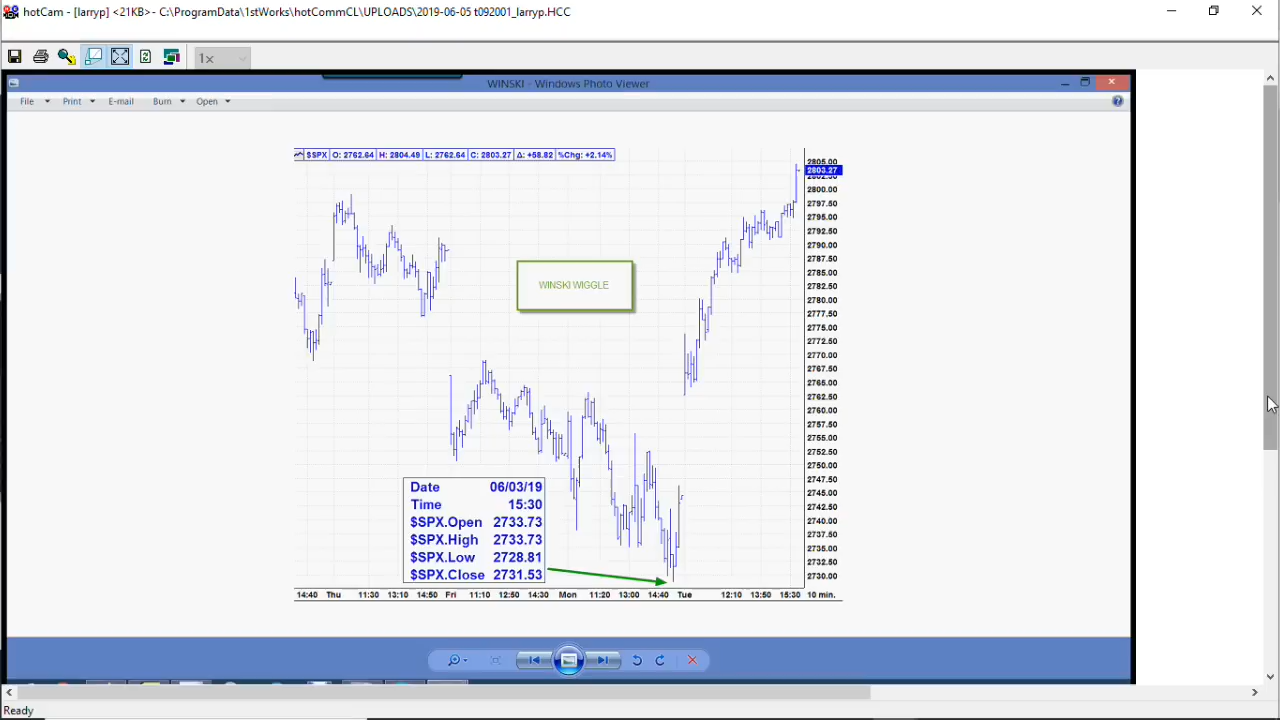 hotCam - [larryp] <21KB>- C:\ProgramData\1stWorks\hotCommCL\UPLOADS\2019-06-05 t092001_larryp.HCC
1x
WINSKI - Windows Photo Viewer
File Print E-mail Burn Open
$SPX O: 2762.64 H: 2804.49 L: 2762.64 C: 2803.27 Δ: +58.82 %Chg: +2.14%
2805.00
2803.27
2802.50
2800.00
2797.50
2795.00
2792.50
2790.00
2787.50
2785.00
2782.50
2780.00
2777.50
2775.00
2772.50
2770.00
2767.50
2765.00
2762.50
2760.00
2757.50
2755.00
2752.50
2750.00
2747.50
2745.00
2742.50
2740.00
2737.50
2735.00
2732.50
2730.00
WINSKI WIGGLE
Date 06/03/19
Time 15:30
$SPX.Open 2733.73
$SPX.High 2733.73
$SPX.Low 2728.81
$SPX.Close 2731.53
14:40 Thu 11:30 13:10 14:50 Fri 11:10 12:50 14:30 Mon 11:20 13:00 14:40 Tue 12:10 13:50 15:30 10 min.
Ready